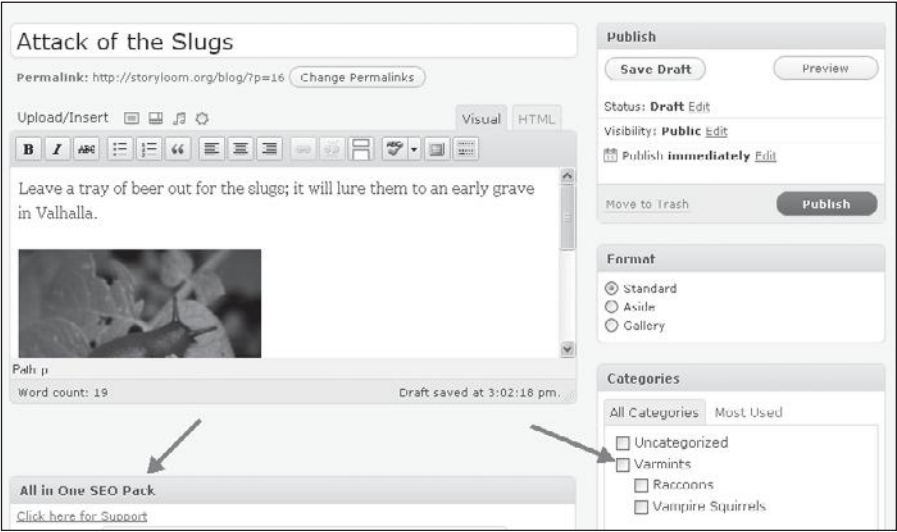 Attack of the Slugs
Permalink: http://storyloom.org/blog/?p=16 Change Permalinks
Upload/Insert
Visual HTML
B I ABC
Leave a tray of beer out for the slugs; it will lure them to an early grave
in Valhalla.
Path: p
Word count: 19 Draft saved at 3:02:18 pm.
All in One SEO Pack
Click here for Support
Publish
Save Draft Preview
Status: Draft Edit
Visibility: Public Edit
Publish immediately Edit
Move to Trash Publish
Format
Standard
Aside
Gallery
Categories
All Categories Most Used
Uncategorized
Varmints
Raccoons
Vampire Squirrels